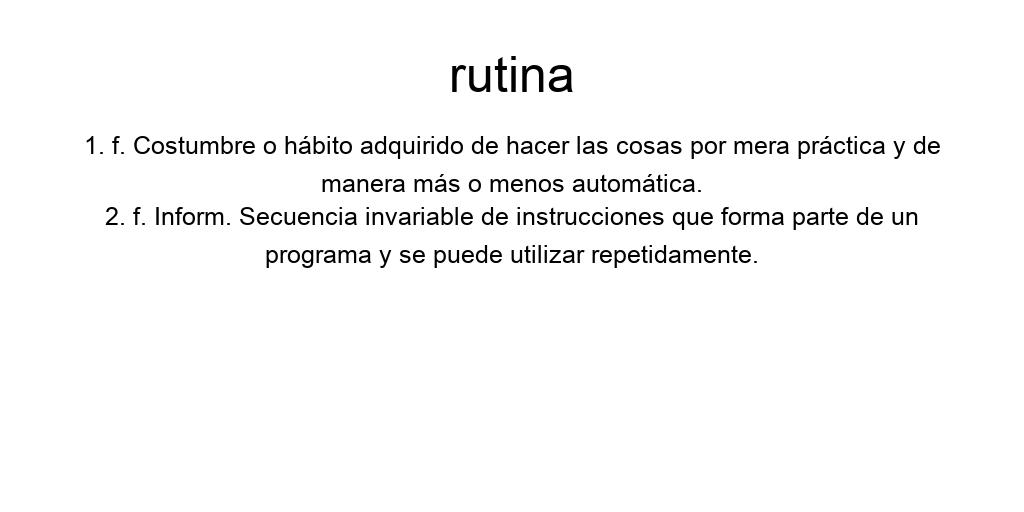 rutina
1. f. Costumbre o hábito adquirido de hacer las cosas por mera práctica y de
manera más o menos automática.
2. f. Inform. Secuencia invariable de instrucciones que forma parte de un
programa y se puede utilizar repetidamente.